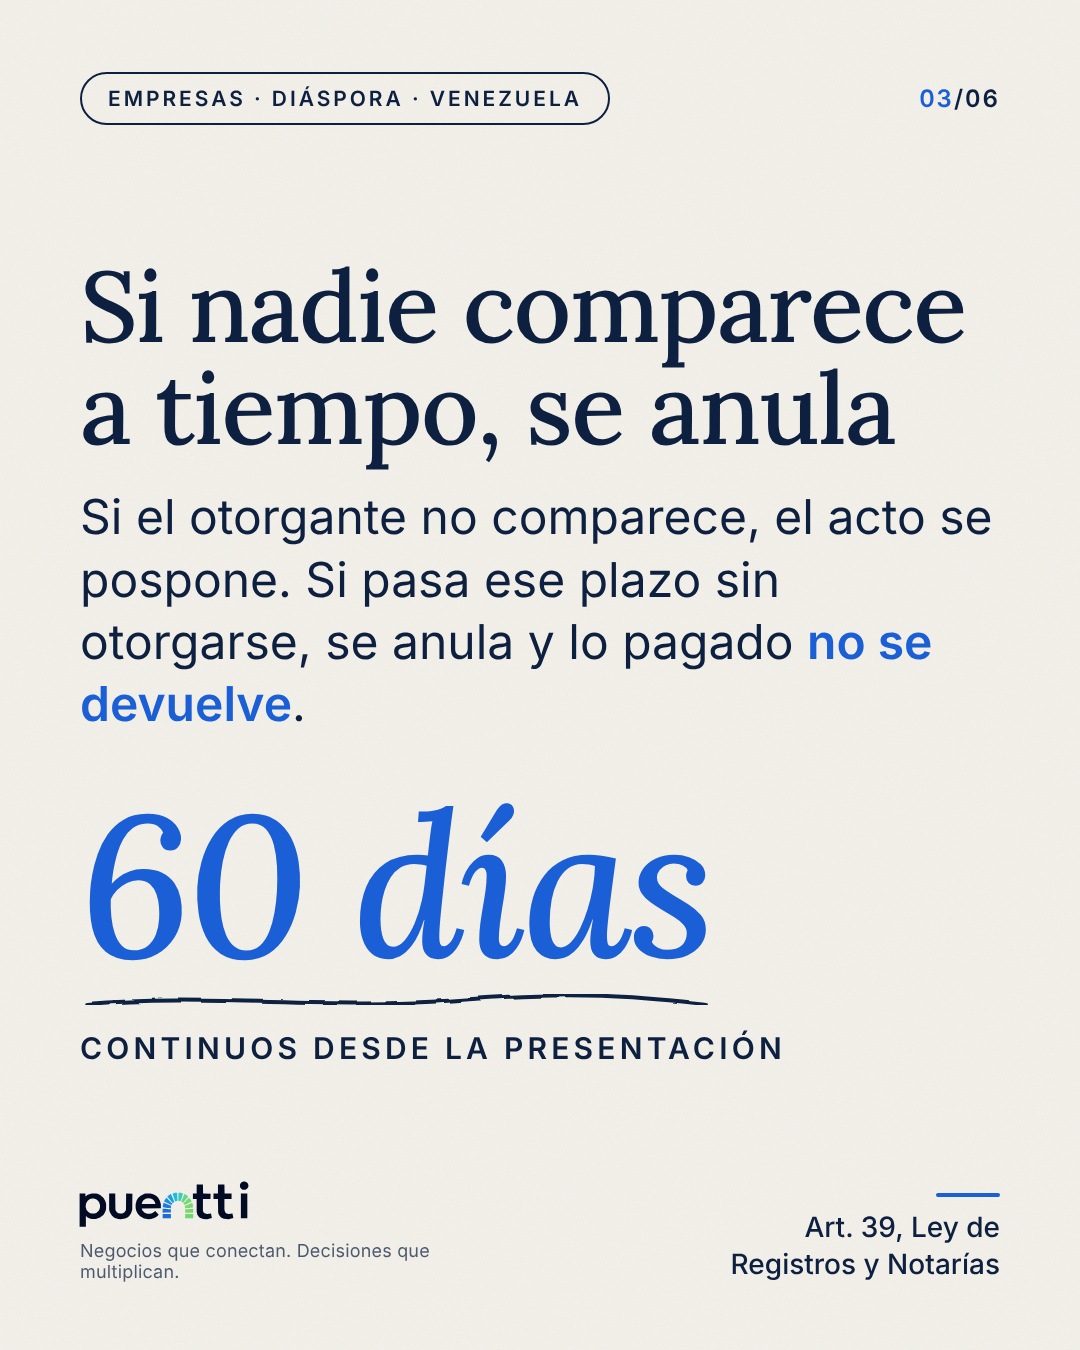 EMPRESAS · DIÁSPORA · VENEZUELA
03/06
Si nadie comparece
a tiempo, se anula
Si el otorgante no comparece, el acto se
pospone. Si pasa ese plazo sin
otorgarse, se anula y lo pagado no se
devuelve.
60 días
CONTINUOS DESDE LA PRESENTACIÓN
puentti
Negocios que conectan. Decisiones que
multiplican.
Art. 39, Ley de
Registros y Notarías